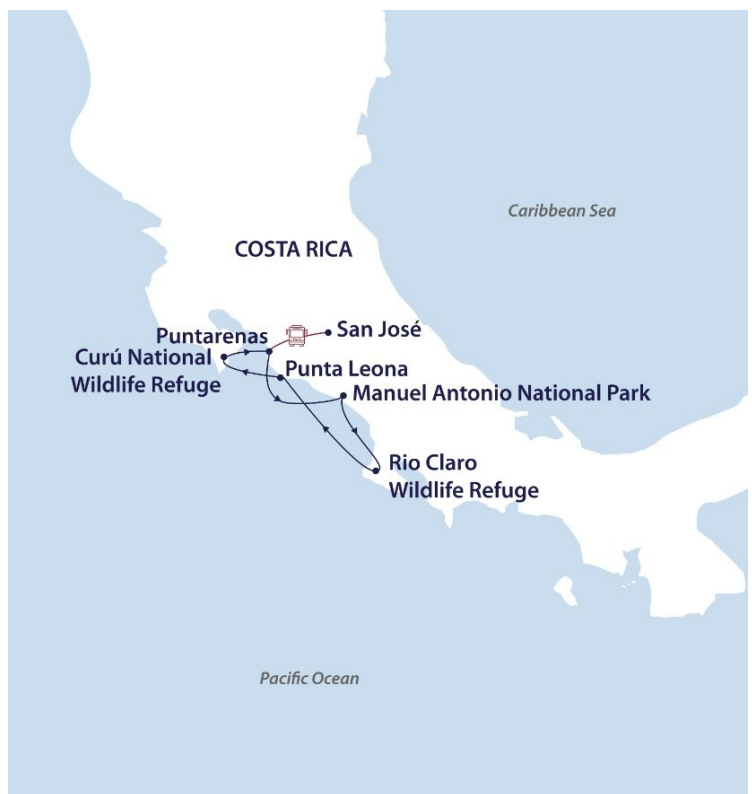 Caribbean Sea
COSTA RICA
San José
Puntarenas
Curú National
Wildlife Refuge
Punta Leona
Manuel Antonio National Park
Rio Claro
Wildlife Refuge
Pacific Ocean